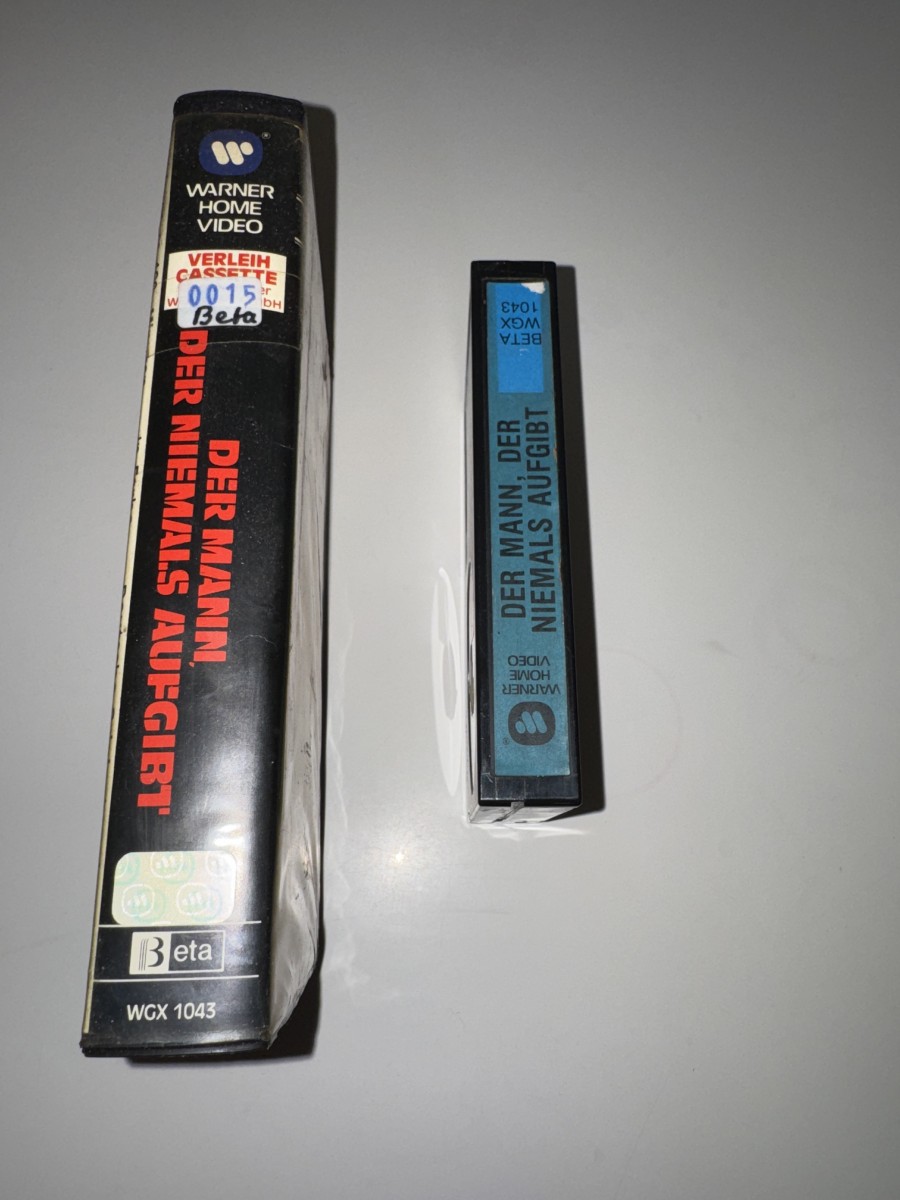 WARNER
HOME
VIDEO
VERLEIH
CASSETTE
0015
Beta
DER MANN,
DER NIEMALS AUFGIBT
Beta
WGX 1043
BETA
WGX
1043
DER MANN, DER
NIEMALS AUFGIBT
WARNER
HOME
VIDEO